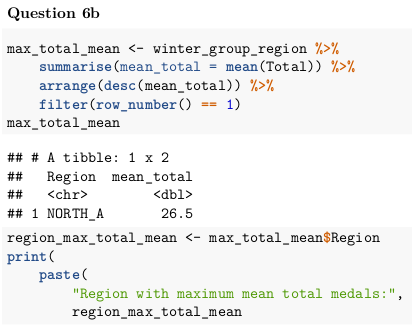 Question 6b
max_total_mean <- winter_group_region %>%
    summarise(mean_total = mean(Total)) %>%
    arrange(desc(mean_total)) %>%
    filter(row_number() == 1)
max_total_mean
## # A tibble: 1 x 2
##   Region  mean_total
##   <chr>        <dbl>
## 1 NORTH_A       26.5
region_max_total_mean <- max_total_mean$Region
print(
    paste(
        "Region with maximum mean total medals:",
        region_max_total_mean